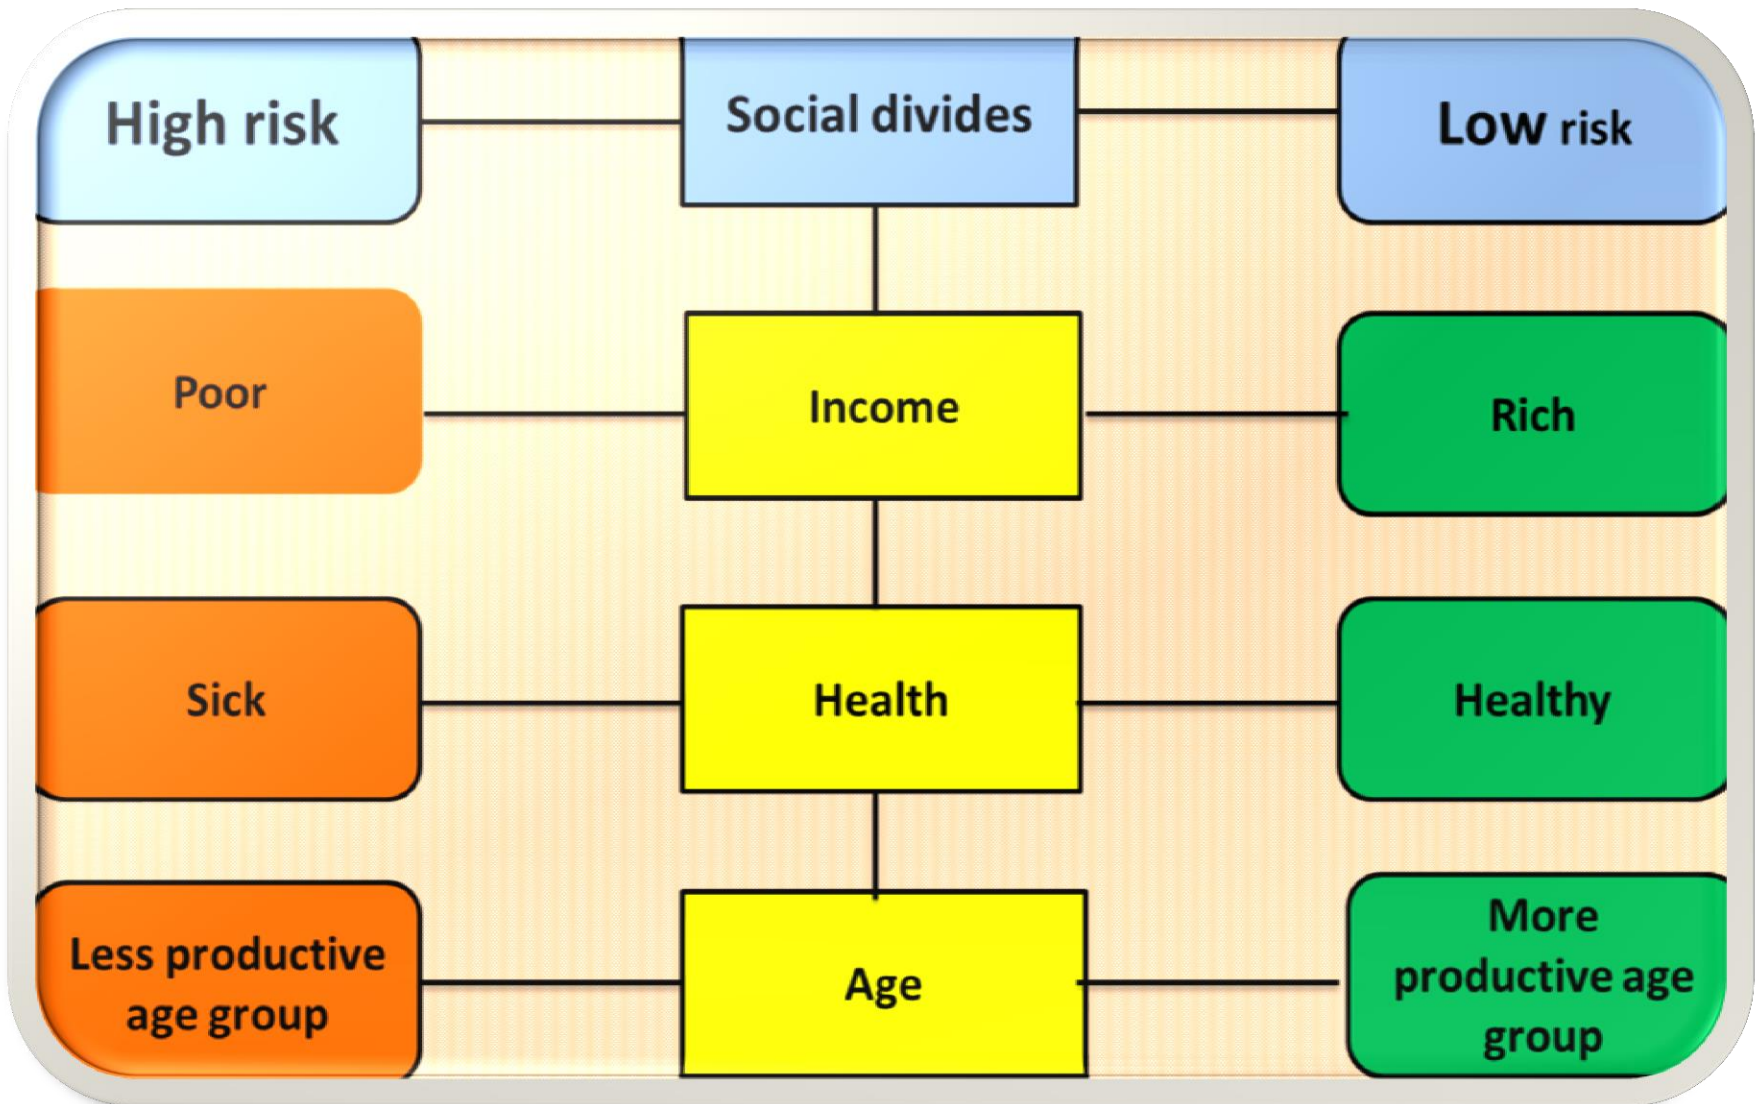 High risk
Social divides
Low risk
Poor
Income
Rich
Sick
Health
Healthy
Less productive
age group
Age
More
productive age
group